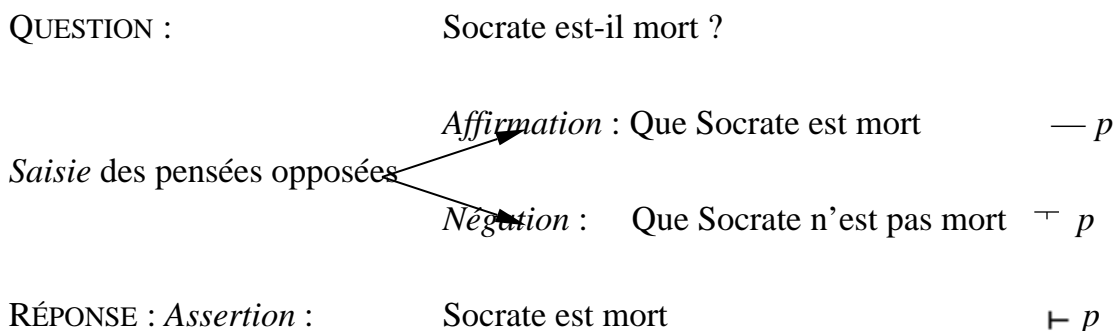 QUESTION : Socrate est-il mort ?
Affirmation : Que Socrate est mort — p
Saisie des pensées opposées
Négation : Que Socrate n’est pas mort ⏉ p
RÉPONSE : Assertion : Socrate est mort ⊢ p